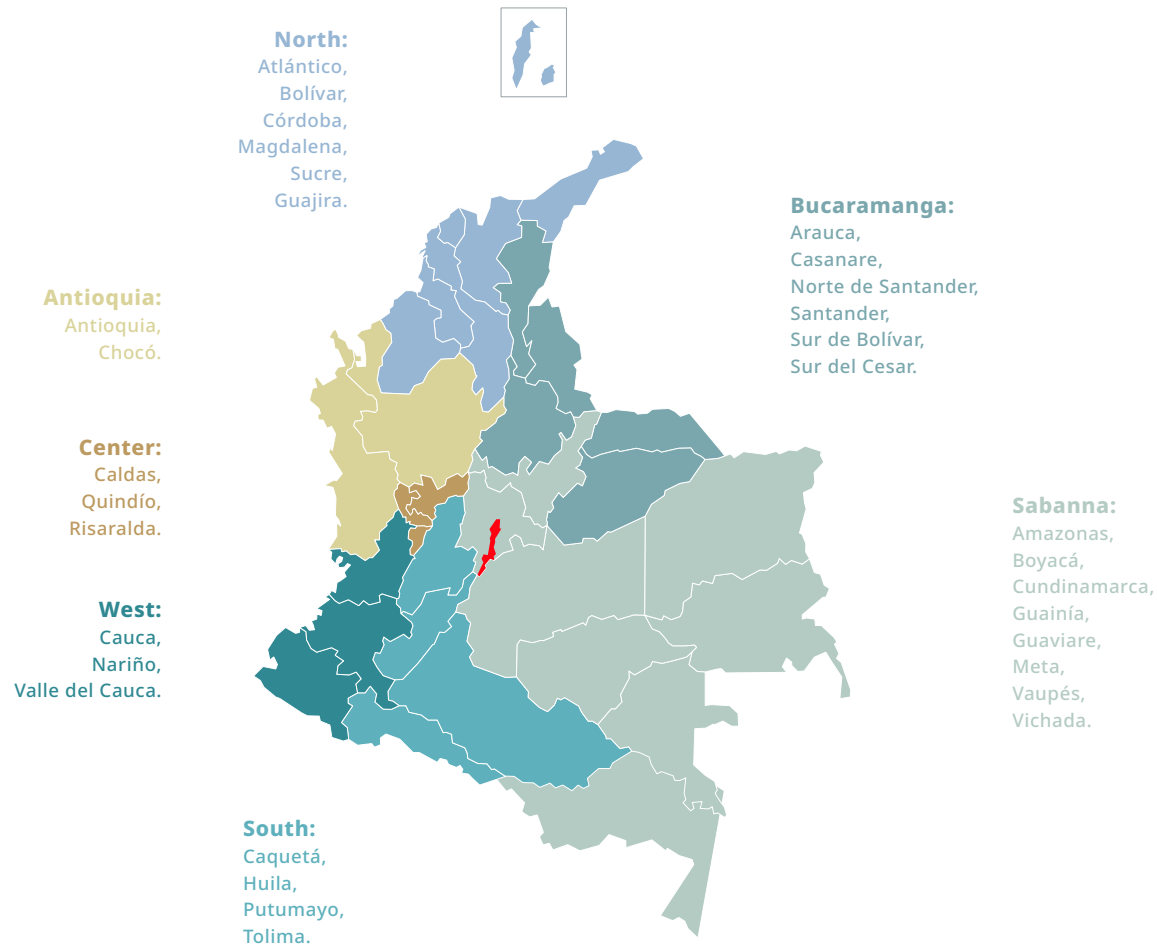 North:
Atlántico,
Bolívar,
Córdoba,
Magdalena,
Sucre,
Guajira.
Bucaramanga:
Arauca,
Casanare,
Norte de Santander,
Santander,
Sur de Bolívar,
Sur del Cesar.
Antioquia:
Antioquia,
Chocó.
Center:
Caldas,
Quindío,
Risaralda.
Sabanna:
Amazonas,
Boyacá,
Cundinamarca,
Guainía,
Guaviare,
Meta,
Vaupés,
Vichada.
West:
Cauca,
Nariño,
Valle del Cauca.
South:
Caquetá,
Huila,
Putumayo,
Tolima.